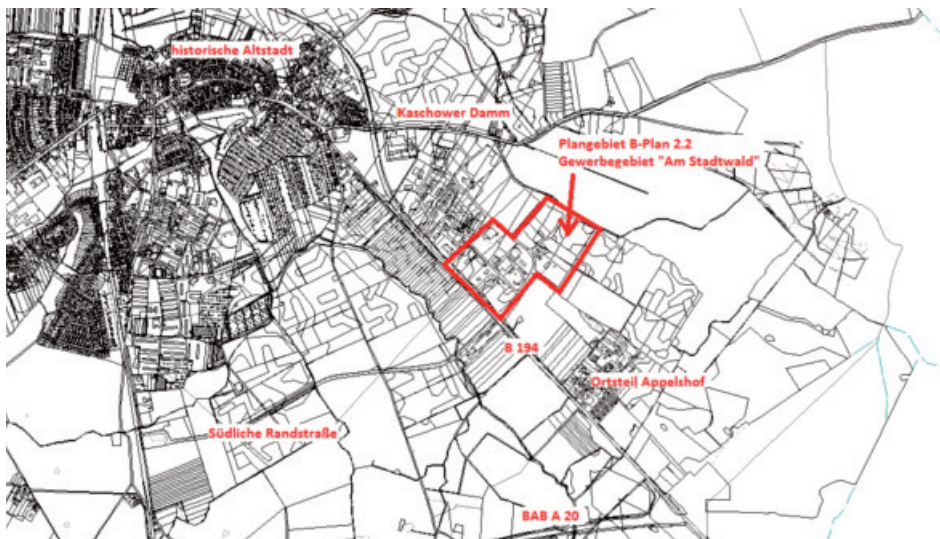 historische Altstadt
Kaschower Damm
Plangebiet B-Plan 2.2
Gewerbegebiet "Am Stadtwald"
B 194
Ortsteil Appelshof
Südliche Randstraße
BAB A 20